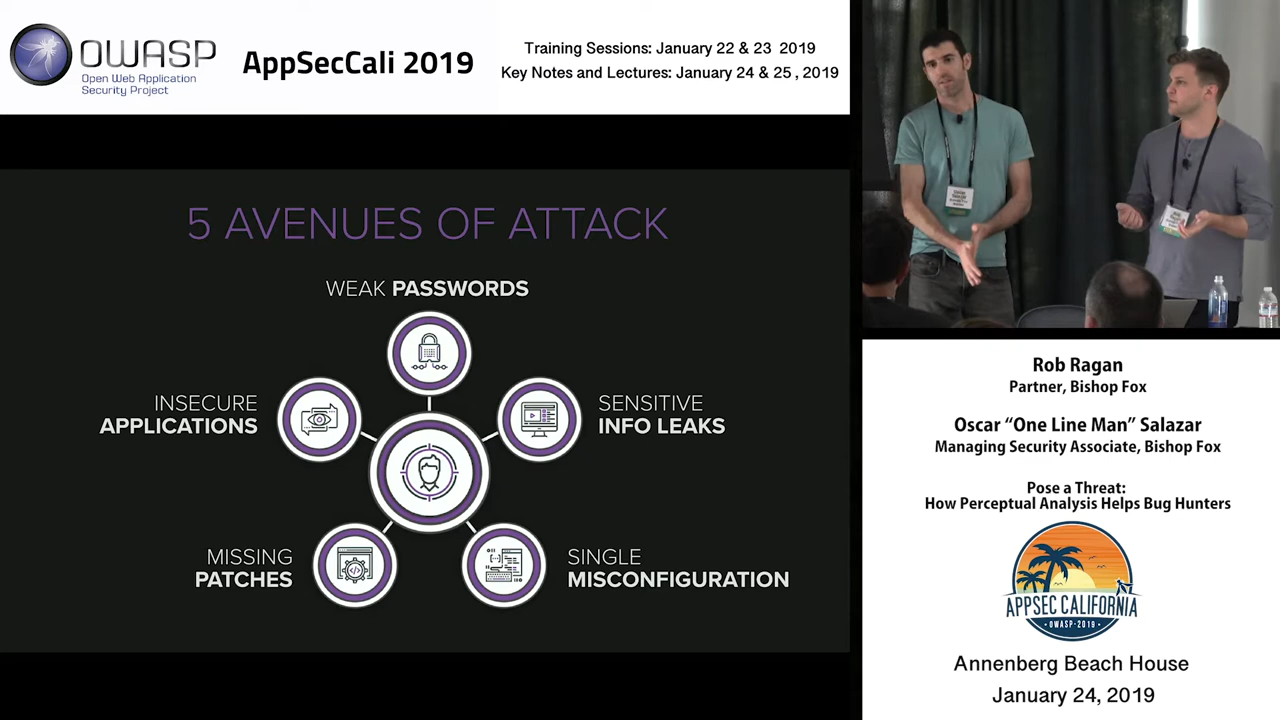 OWASP
Open Web Application
Security Project
AppSecCali 2019
Training Sessions: January 22 & 23 2019
Key Notes and Lectures: January 24 & 25 , 2019
5 AVENUES OF ATTACK
WEAK PASSWORDS
INSECURE
APPLICATIONS
SENSITIVE
INFO LEAKS
MISSING
PATCHES
SINGLE
MISCONFIGURATION
Rob Ragan
Partner, Bishop Fox
Oscar “One Line Man” Salazar
Managing Security Associate, Bishop Fox
Pose a Threat:
How Perceptual Analysis Helps Bug Hunters
APPSEC CALIFORNIA
• OWASP-2019 •
Annenberg Beach House
January 24, 2019